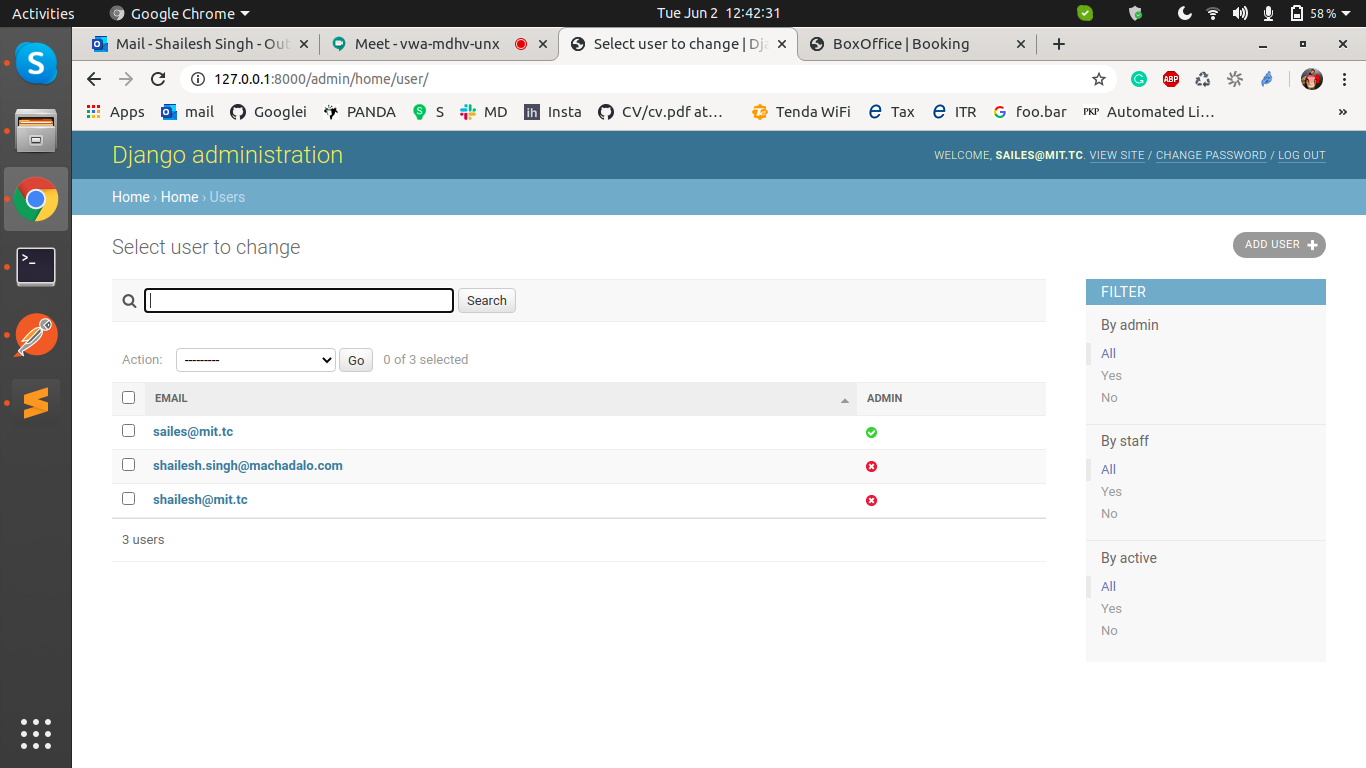 Activities Google Chrome Tue Jun 2 12:42:31 58 %
Mail - Shailesh Singh - Out Meet - vwa-mdhv-unx Select user to change | Dja BoxOffice | Booking
127.0.0.1:8000/admin/home/user/ ABP
Apps mail Googlei PANDA S S MD ih Insta CV/cv.pdf at… Tenda WiFi e Tax e ITR G foo.bar PKP Automated Li… »
Django administration WELCOME, SAILES@MIT.TC. VIEW SITE / CHANGE PASSWORD / LOG OUT
Home › Home › Users
Select user to change ADD USER +
Search
FILTER
By admin
All
Yes
No
By staff
All
Yes
No
By active
All
Yes
No
Action: --------- Go 0 of 3 selected
EMAIL ADMIN
sailes@mit.tc
shailesh.singh@machadalo.com
shailesh@mit.tc
3 users